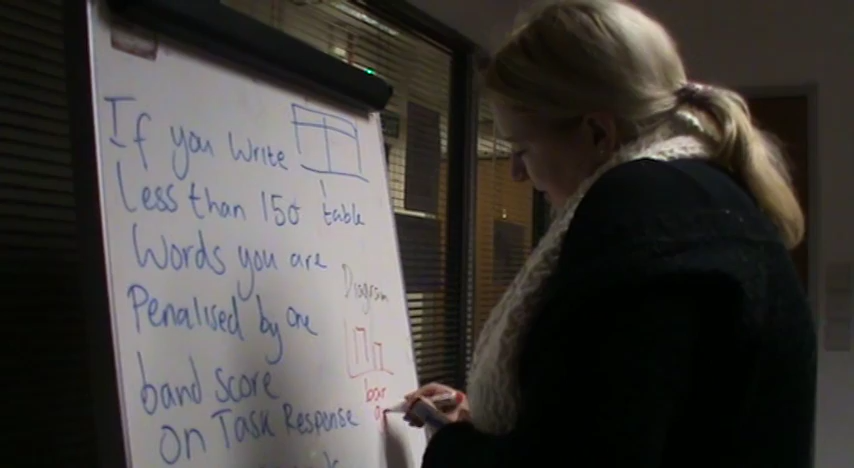 If you write
less than 150 table
Words you are
Diagram
Penalised by one
bar
band score
on Task Response